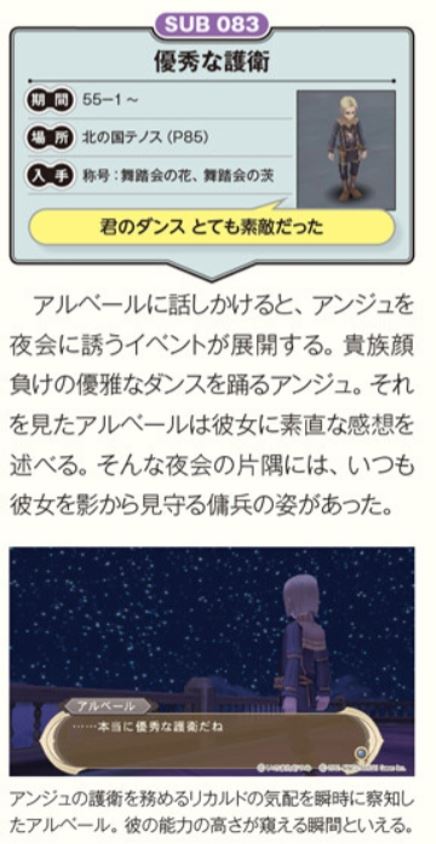 SUB 083
優秀な護衛
期間 55−1～
場所 北の国テノス（P85）
入手 称号：舞踏会の花、舞踏会の茨
君のダンス とても素敵だった
アルベールに話しかけると、アンジュを
夜会に誘うイベントが展開する。貴族顔
負けの優雅なダンスを踊るアンジュ。それ
を見たアルベールは彼女に素直な感想を
述べる。そんな夜会の片隅には、いつも
彼女を影から見守る傭兵の姿があった。
アルベール
……本当に優秀な護衛だね
アンジュの護衛を務めるリカルドの気配を瞬時に察知し
たアルベール。彼の能力の高さが窺える瞬間といえる。